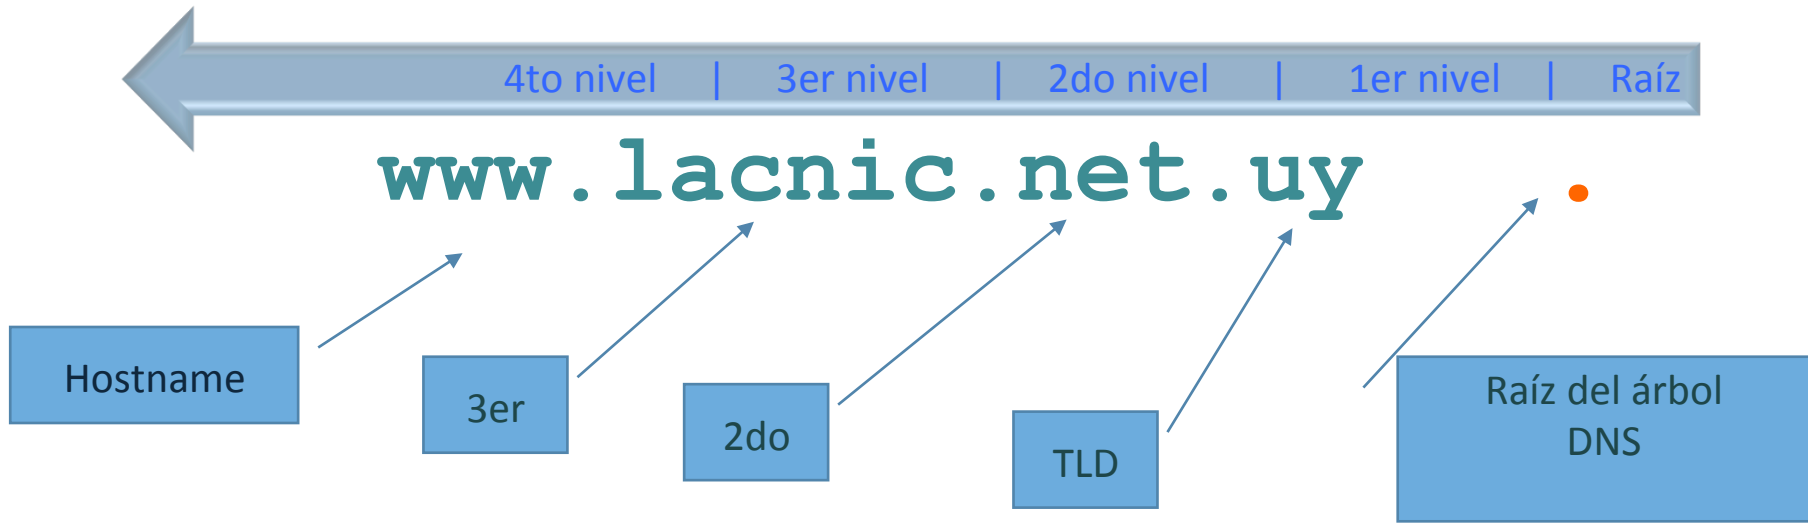 4to nivel | 3er nivel | 2do nivel | 1er nivel | Raíz
www.lacnic.net.uy .
Hostname
3er
2do
TLD
Raíz del árbol
DNS